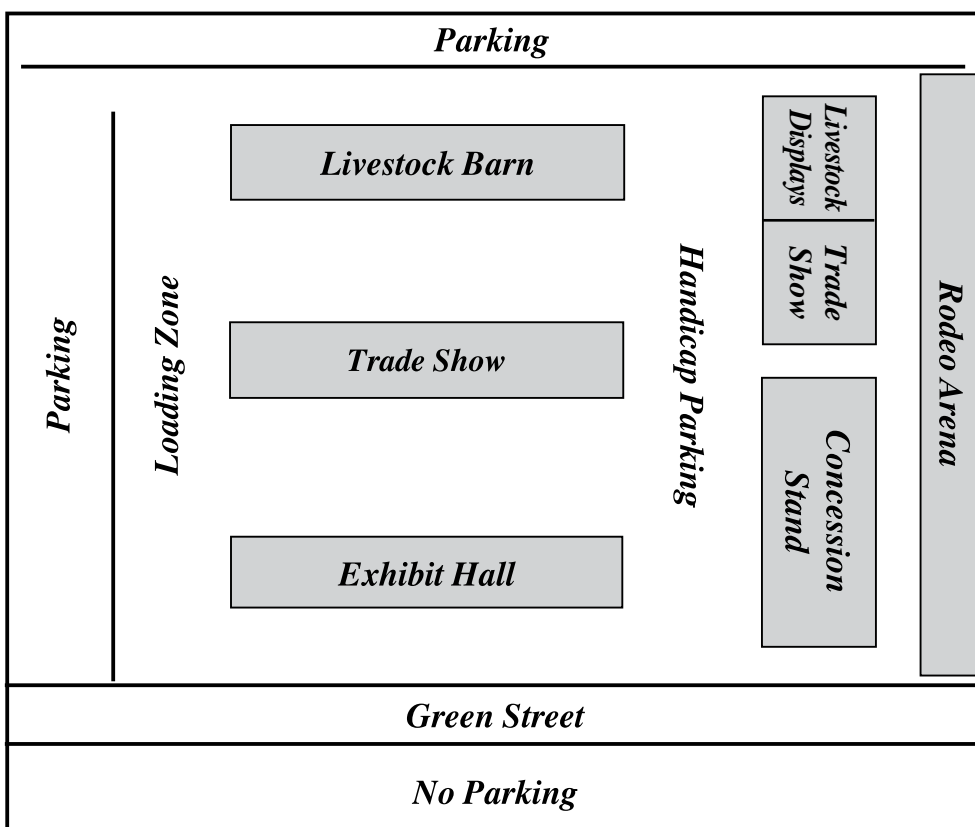 Parking
Parking
Loading Zone
Livestock Barn
Trade Show
Exhibit Hall
Handicap Parking
Livestock
Displays
Trade
Show
Concession
Stand
Rodeo Arena
Green Street
No Parking